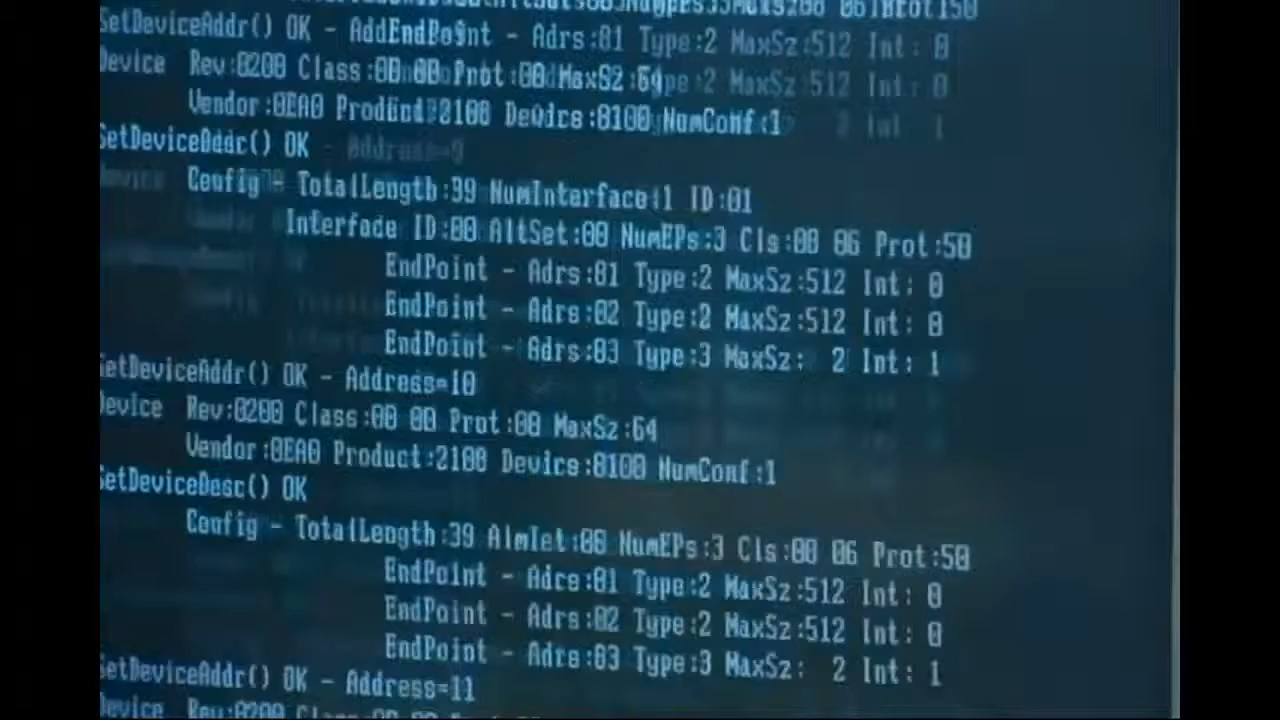 SetDeviceAddr() OK - AddEndPoint - Adrs:81 Type:2 MaxSz:512 Int: 0
Device Rev:0200 Class:00 00 Prot:00 MaxSz:64
Vendor:0EA0 2100 8100 NumConf:1
OK
Config - TotalLength:39 NumInterface:1 ID:01
Interface ID:00 AltSet:00 NumEPs:3 Cls:08 06 Prot:50
EndPoint - Adrs:81 Type:2 MaxSz:512 Int: 0
EndPoint - Adrs:02 Type:2 MaxSz:512 Int: 0
EndPoint - Adrs:83 Type:3 MaxSz: 2 Int: 1
SetDeviceAddr() OK - Address=10
Device Rev:0200 Class:00 00 Prot:00 MaxSz:64
Vendor:0EA0 Product:2100 Device:8100 NumConf:1
SetDeviceDesc() OK
Config - TotalLength:39 NumEPs:3 Cls:08 06 Prot:50
EndPoint - Adrs:81 Type:2 MaxSz:512 Int: 0
EndPoint - Adrs:02 Type:2 MaxSz:512 Int: 0
EndPoint - Adrs:83 Type:3 MaxSz: 2 Int: 1
SetDeviceAddr() OK - Address=11
Device Rev:0200